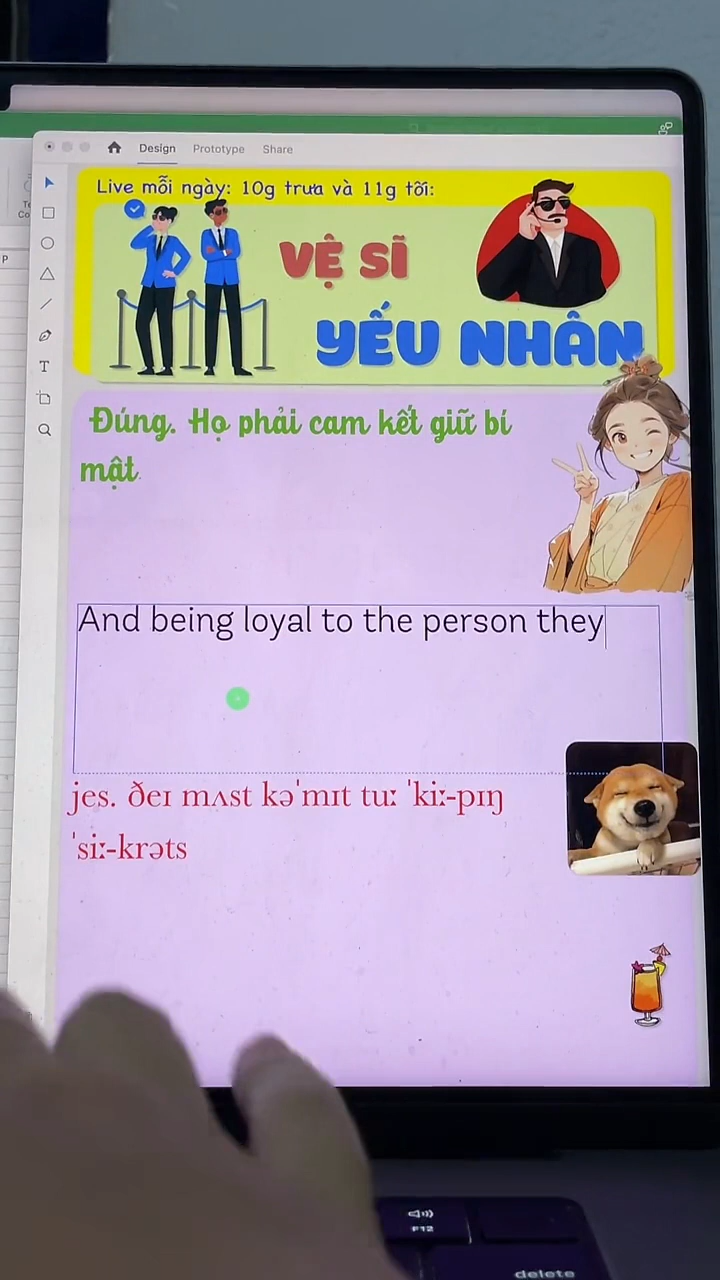 Design Prototype Share
Live mỗi ngày: 10g trưa và 11g tối:
VỆ SĨ
YẾU NHÂN
Đúng. Họ phải cam kết giữ bí
mật.
And being loyal to the person they
jes. ðeɪ mʌst kəˈmɪt tuː ˈkiː-pɪŋ
ˈsiː-krəts
T
P
F12
delete